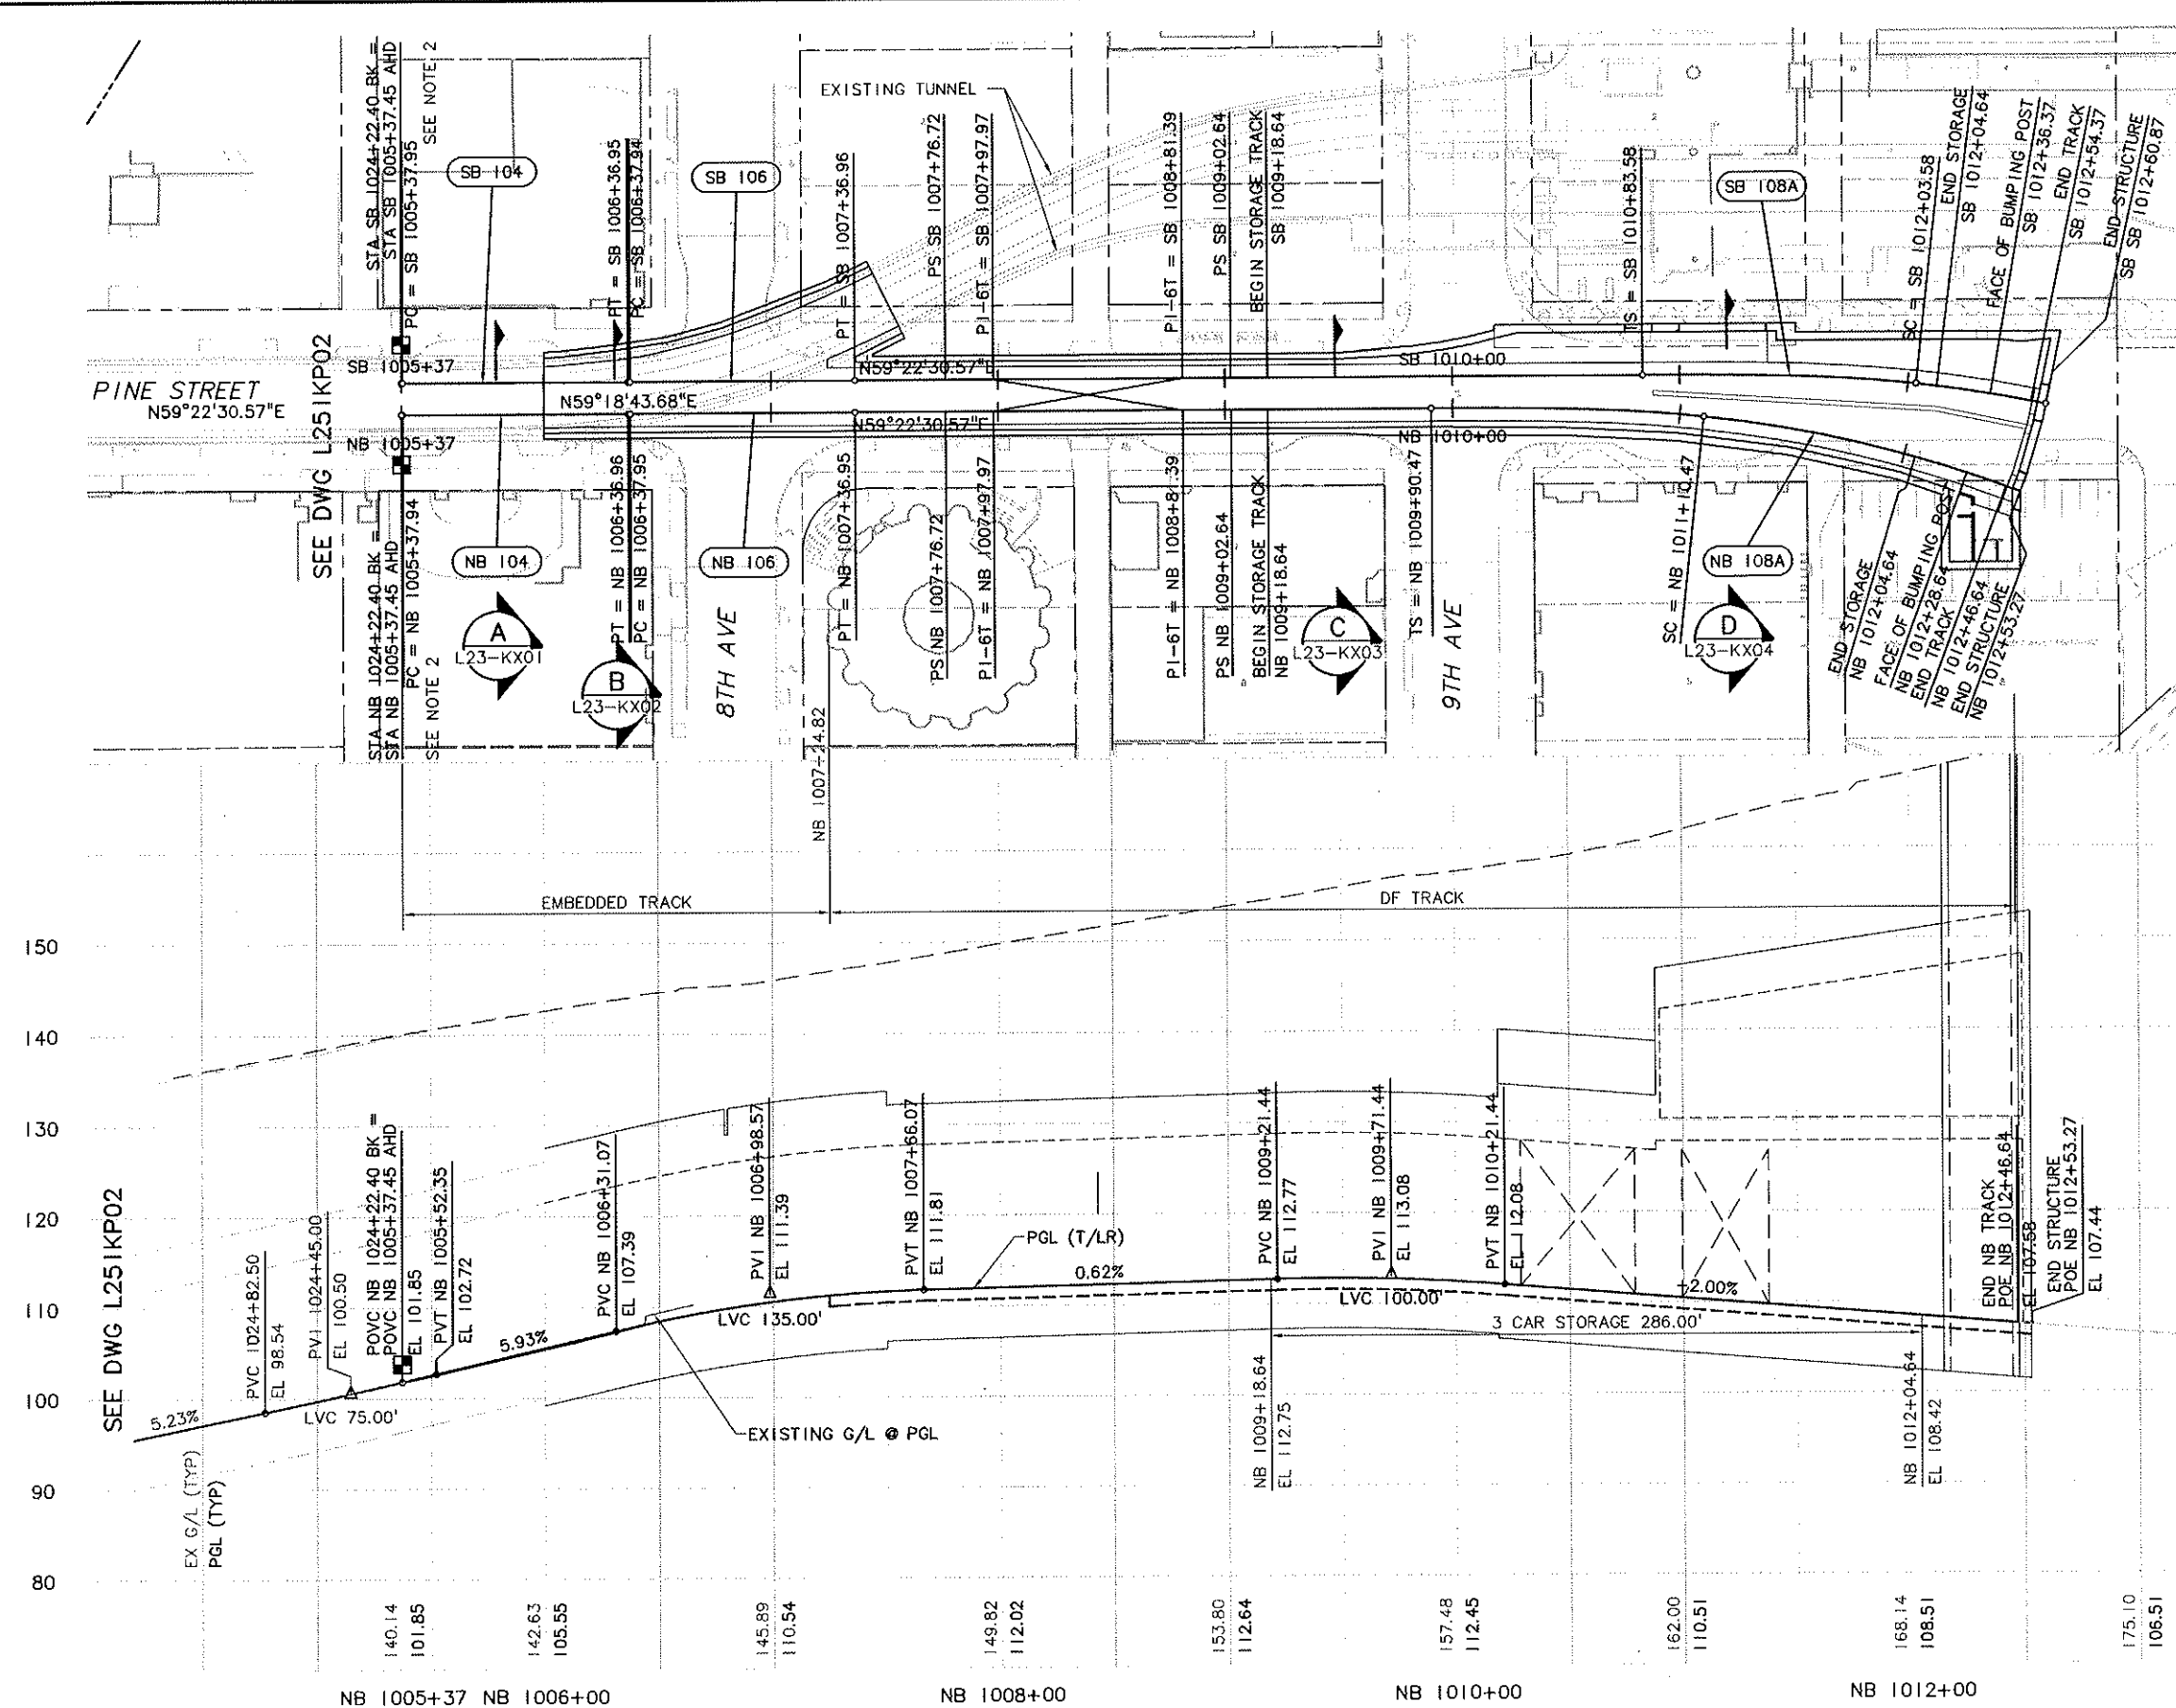 STA SB 1024+22.40 BK =
STA SB 1005+37.45 AHD
PC = SB 1005+37.95
SEE NOTE 2
SB 104
PT = SB 1006+36.95
PC = SB 1006+37.94
SB 106
EXISTING TUNNEL
PT = SB 1007+36.96
PS SB 1007+76.72
PI-6T = SB 1007+97.97
PI-6T = SB 1008+81.39
PS SB 1009+02.64
BEGIN STORAGE TRACK
SB 1009+18.64
TS = SB 1010+83.58
SB 108A
SC = SB 1012+03.58
END STORAGE
SB 1012+04.64
FACE OF BUMPING POST
SB 1012+36.37
END TRACK
SB 1012+54.37
END STRUCTURE
SB 1012+60.87
SEE DWG L251KP02
PINE STREET
N59°22'30.57"E
SB 1005+37
NB 1005+37
N59°18'43.68"E
N59°22'30.57"E
N59°22'30.57"E
SB 1010+00
NB 1010+00
STA NB 1024+22.40 BK =
STA NB 1005+37.45 AHD
PC = NB 1005+37.94
SEE NOTE 2
NB 104
A
L23-KX01
PT = NB 1006+36.96
PC = NB 1006+37.95
B
L23-KX02
NB 106
8TH AVE
NB 1007+24.82
PT = NB 1007+36.95
PS NB 1007+76.72
PI-6T = NB 1007+97.97
PI-6T = NB 1008+81.39
PS NB 1009+02.64
BEGIN STORAGE TRACK
NB 1009+18.64
C
L23-KX03
TS = NB 1009+90.47
9TH AVE
SC = NB 1011+10.47
NB 108A
D
L23-KX04
END STORAGE
NB 1012+04.64
FACE OF BUMPING POST
NB 1012+28.64
END TRACK
NB 1012+46.64
END STRUCTURE
NB 1012+53.27
EMBEDDED TRACK
DF TRACK
150
140
130
120
110
100
90
80
SEE DWG L251KP02
5.23%
PVC 1024+82.50
EL 98.54
PVI 1024+45.00
EL 100.50
LVC 75.00'
POVC NB 1024+22.40 BK =
POVC NB 1005+37.45 AHD
EL 101.85
PVT NB 1005+52.35
EL 102.72
5.93%
PVC NB 1006+31.07
EL 107.39
PVI NB 1006+98.57
EL 111.39
LVC 135.00'
PVT NB 1007+66.07
EL 111.81
PGL (T/LR)
0.62%
PVC NB 1009+21.44
EL 112.77
PVI NB 1009+71.44
EL 113.08
LVC 100.00'
PVT NB 1010+21.44
EL 112.08
-2.00%
3 CAR STORAGE 286.00'
END NB TRACK
POE NB 1012+46.64
EL 107.58
END STRUCTURE
POE NB 1012+53.27
EL 107.44
EXISTING G/L @ PGL
NB 1009+18.64
EL 112.75
NB 1012+04.64
EL 108.42
EX G/L (TYP)
PGL (TYP)
140.14
101.85
142.63
105.55
145.89
110.54
149.82
112.02
153.80
112.64
157.48
112.45
162.00
110.51
168.14
108.51
175.10
106.51
NB 1005+37
NB 1006+00
NB 1008+00
NB 1010+00
NB 1012+00